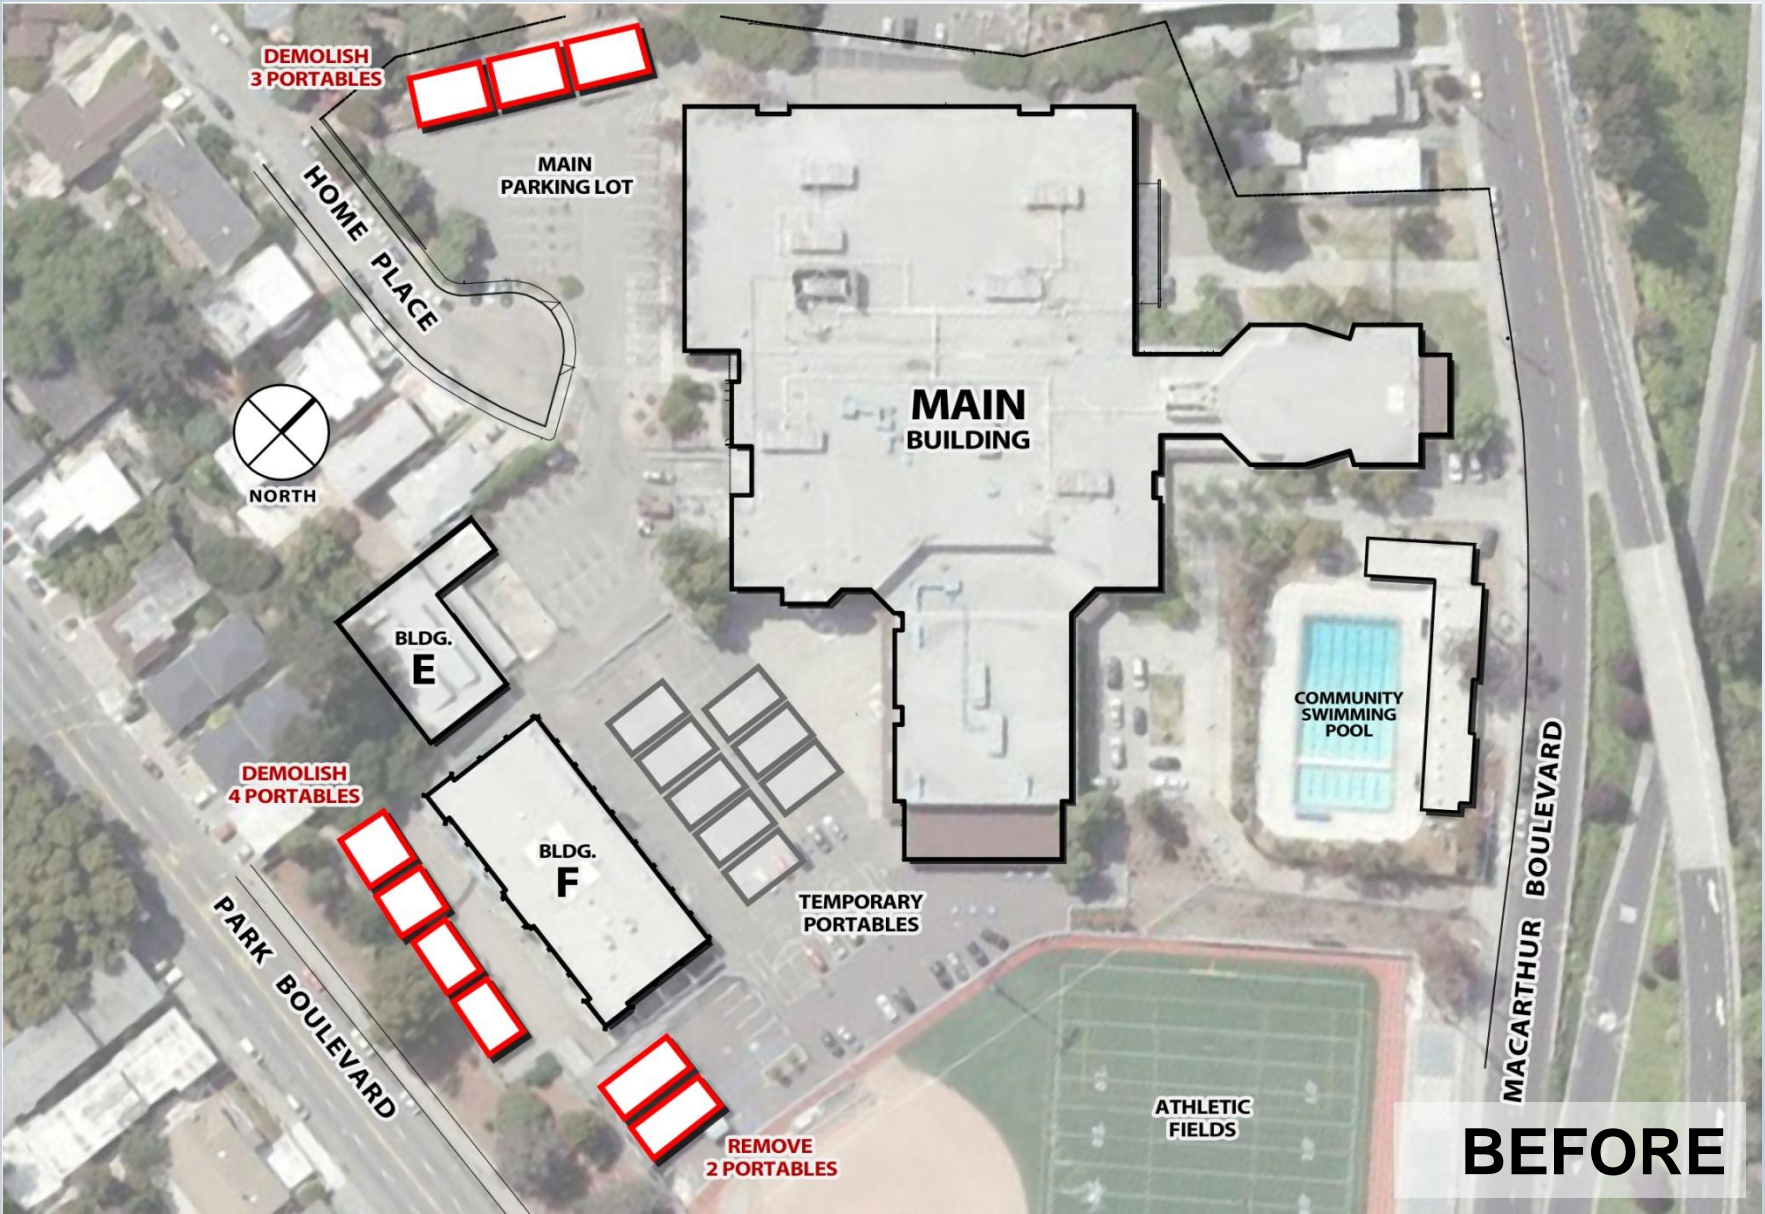 DEMOLISH
3 PORTABLES
MAIN
PARKING LOT
HOME PLACE
NORTH
MAIN
BUILDING
BLDG.
E
COMMUNITY
SWIMMING
POOL
DEMOLISH
4 PORTABLES
BLDG.
F
TEMPORARY
PORTABLES
PARK BOULEVARD
MACARTHUR BOULEVARD
REMOVE
2 PORTABLES
ATHLETIC
FIELDS
BEFORE